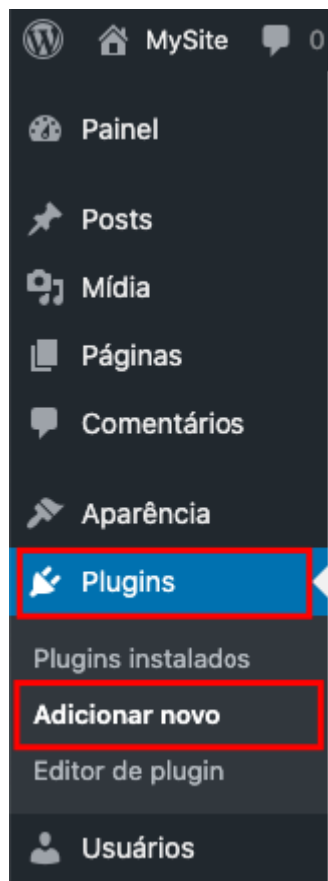 MySite 0
Painel
Posts
Mídia
Páginas
Comentários
Aparência
Plugins
Plugins instalados
Adicionar novo
Editor de plugin
Usuários